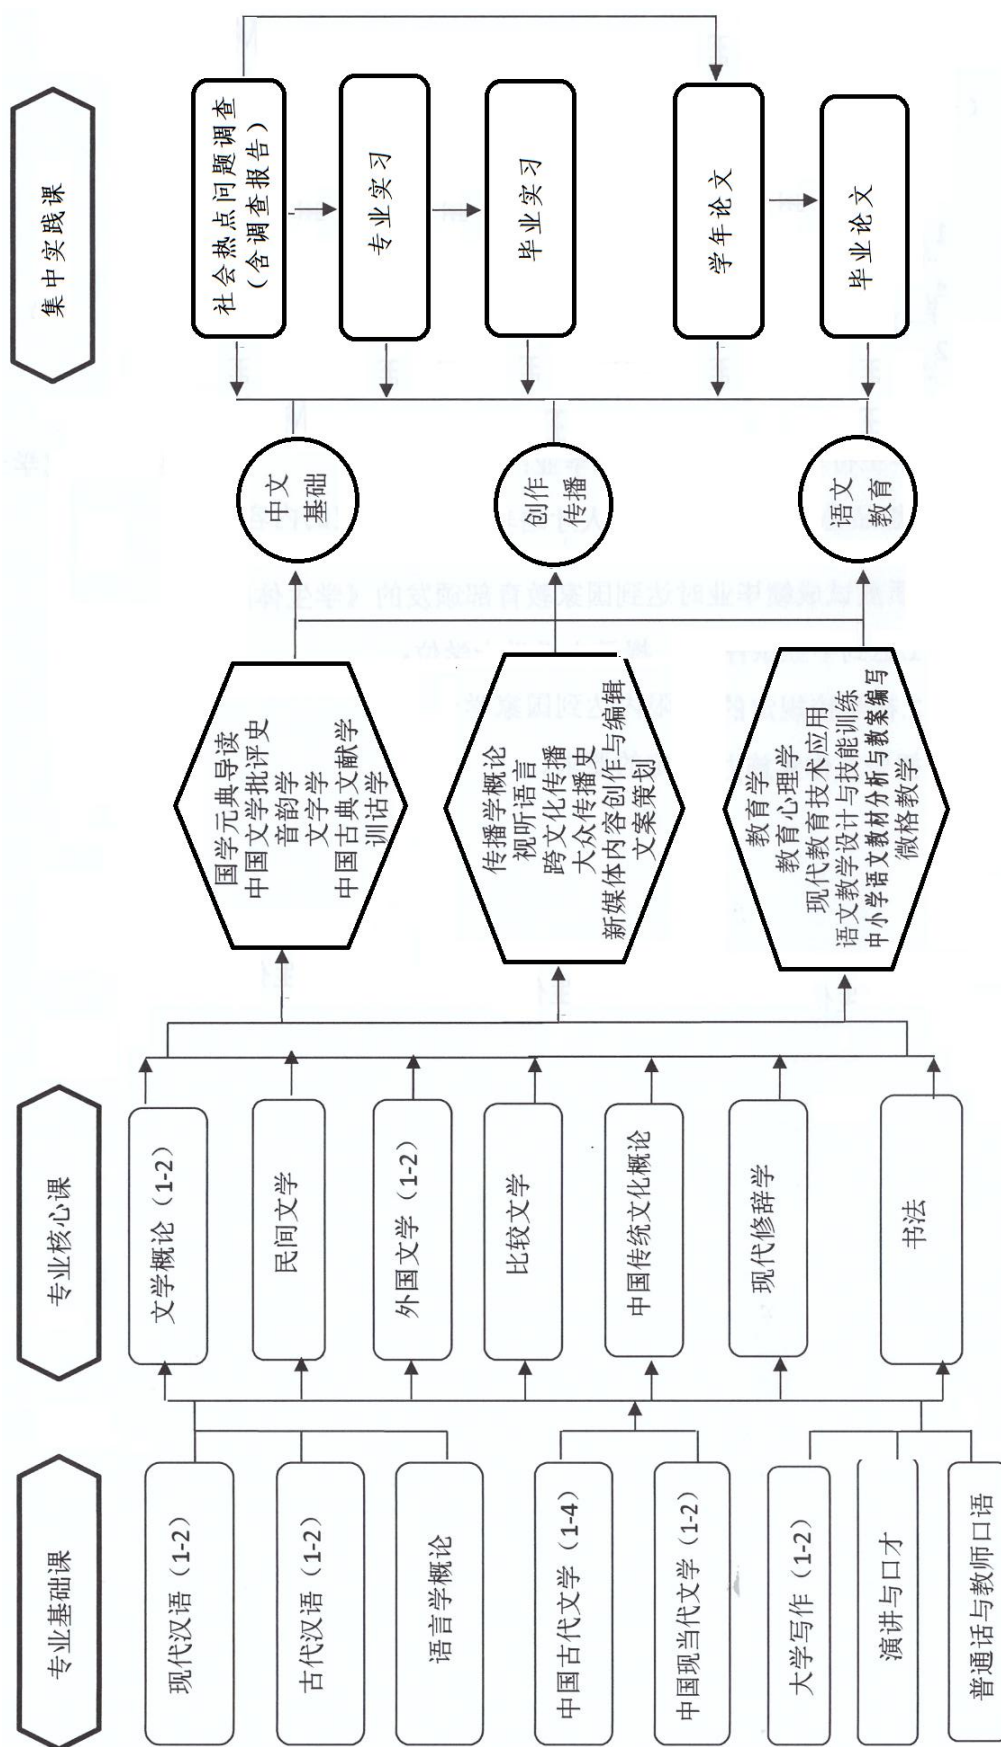 专业基础课
专业核心课
集中实践课
现代汉语（1-2）
古代汉语（1-2）
语言学概论
中国古代文学（1-4）
中国现当代文学（1-2）
大学写作（1-2）
演讲与口才
普通话与教师口语
文学概论（1-2）
民间文学
外国文学（1-2）
比较文学
中国传统文化概论
现代修辞学
书法
国学元典导读
中国文学批评史
音韵学
文字学
中国古典文献学
训诂学
传播学概论
视听语言
跨文化传播
大众传播史
新媒体内容创作与编辑
文案策划
教育学
教育心理学
现代教育技术应用
语文教学设计与技能训练
中小学语文教材分析与教案编写
微格教学
中文
基础
创作
传播
语文
教育
社会热点问题调查
（含调查报告）
专业实习
毕业实习
学年论文
毕业论文